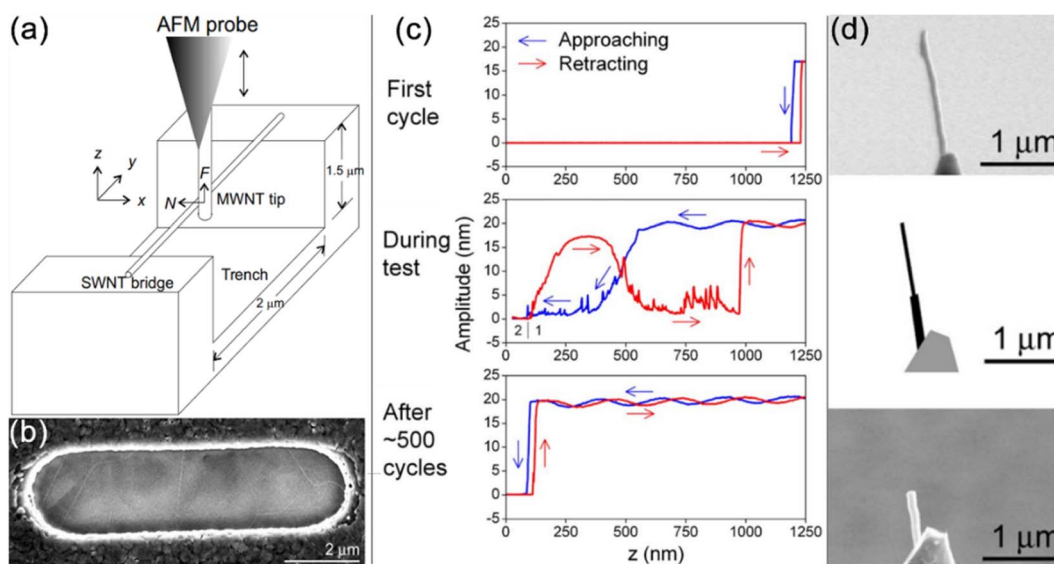 (a)
AFM probe
z
y
x
F
N
MWNT tip
1.5 μm
SWNT bridge
Trench
2 μm
(b)
2 μm
(c)
First
cycle
During
test
After
~500
cycles
Amplitude (nm)
25
20
15
10
5
0
-5
Approaching
Retracting
0 250 500 750 1000 1250
25
20
15
10
5
0
-5
2 1
0 250 500 750 1000 1250
25
20
15
10
5
0
-5
0 250 500 750 1000 1250
z (nm)
(d)
1 μm
1 μm
1 μm